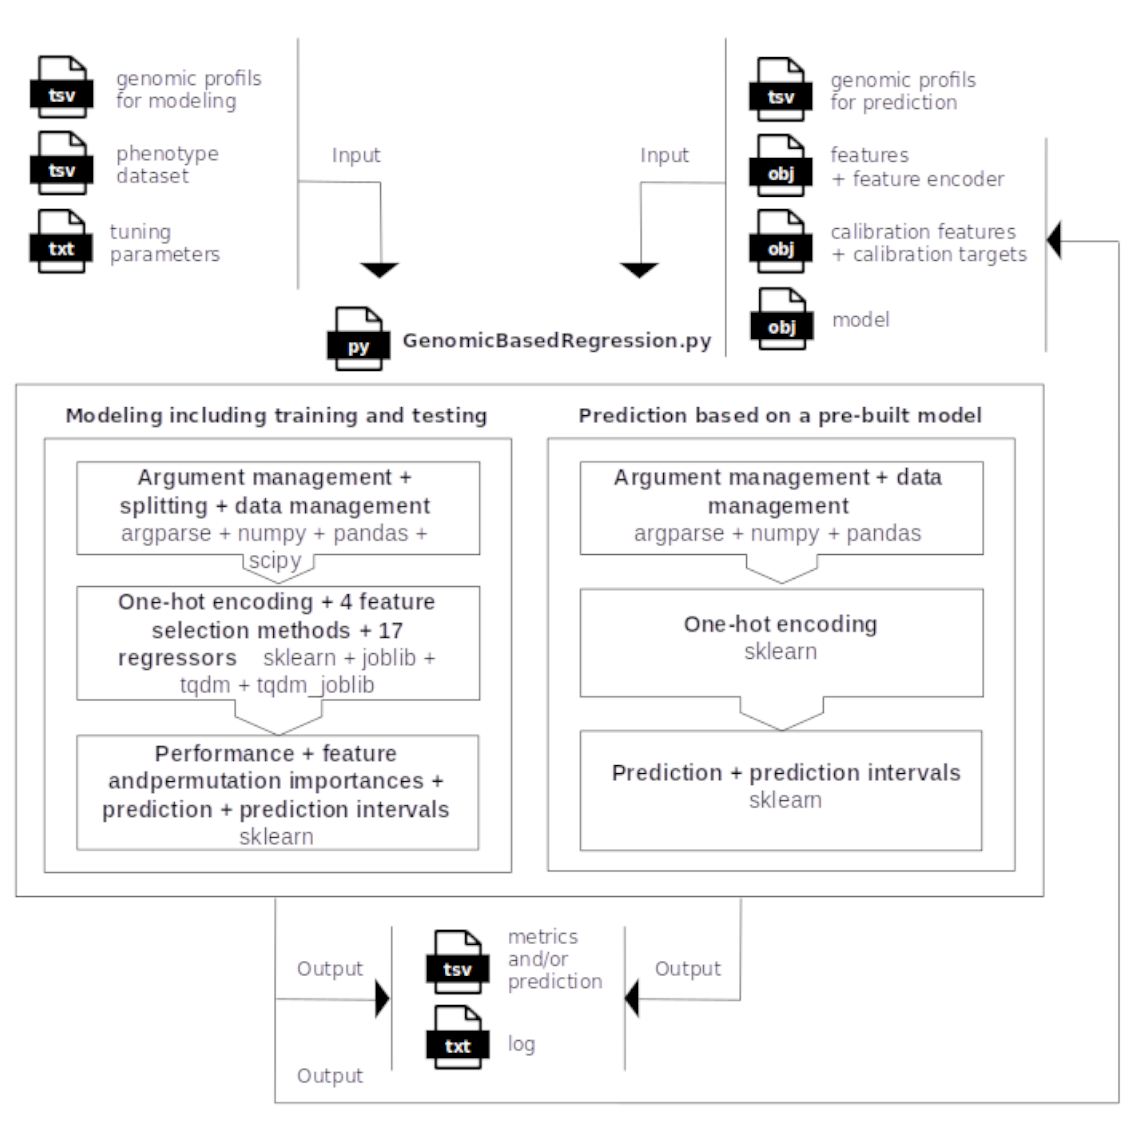 tsv
genomic profils
for modeling
tsv
phenotype
dataset
txt
tuning
parameters
Input
Input
tsv
genomic profils
for prediction
obj
features
+ feature encoder
obj
calibration features
+ calibration targets
obj
model
py
GenomicBasedRegression.py
Modeling including training and testing
Argument management +
splitting + data management
argparse + numpy + pandas +
scipy
One-hot encoding + 4 feature
selection methods + 17
regressors sklearn + joblib +
tqdm + tqdm_joblib
Performance + feature
andpermutation importances +
prediction + prediction intervals
sklearn
Prediction based on a pre-built model
Argument management + data
management
argparse + numpy + pandas
One-hot encoding
sklearn
Prediction + prediction intervals
sklearn
Output
tsv
metrics
and/or
prediction
Output
txt
log
Output